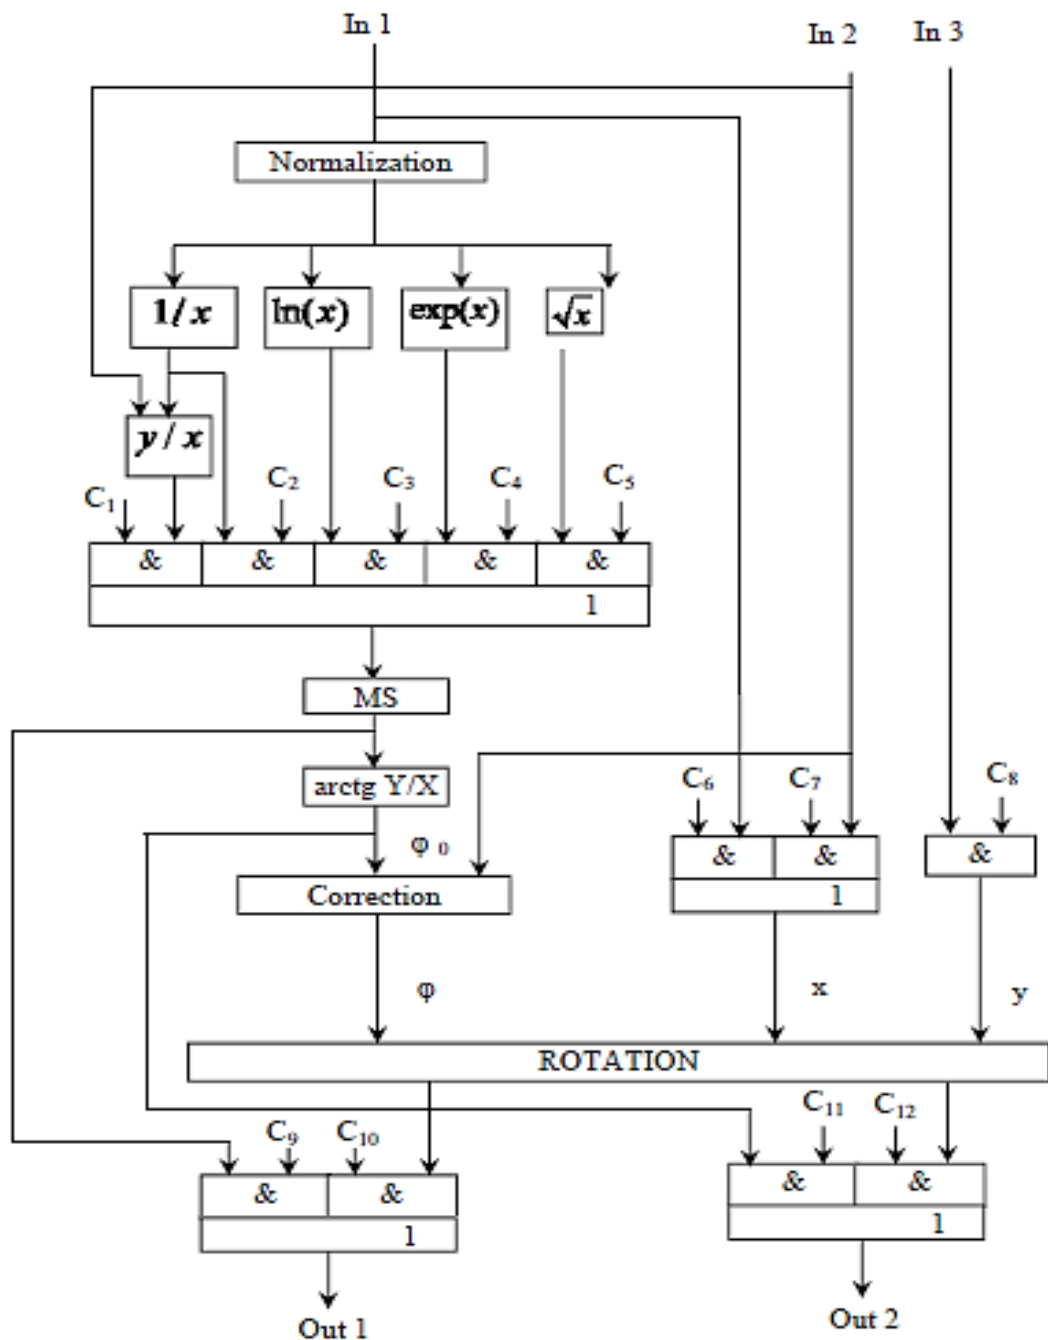 In 1
In 2
In 3
Normalization
1/x
ln(x)
exp(x)
√x
y/x
C₁
C₂
C₃
C₄
C₅
& & & & &
1
MS
arctg Y/X
C₆
C₇
C₈
φ ₀
& &
&
Correction
1
φ
x
y
ROTATION
C₉
C₁₀
C₁₁
C₁₂
& &
& &
1
1
Out 1
Out 2